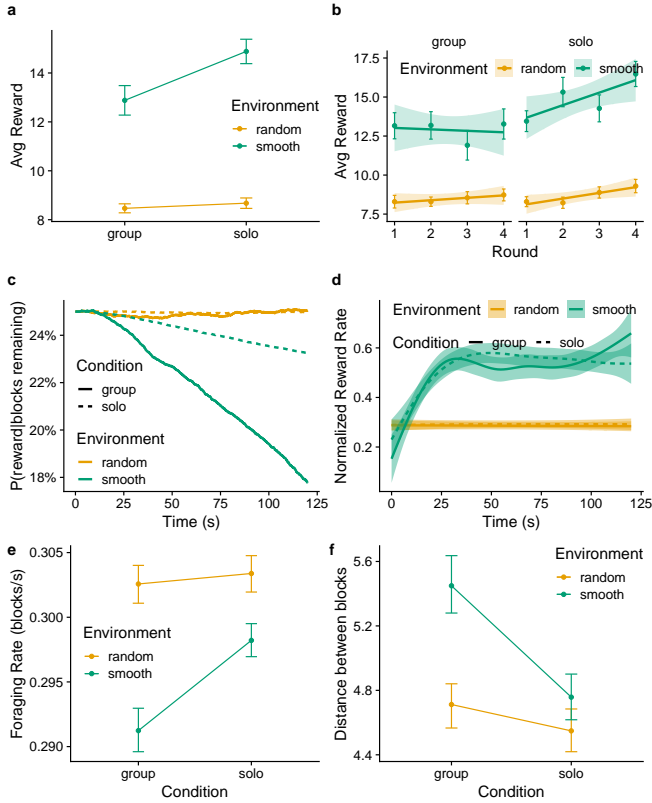 a
Avg Reward
14
12
10
8
Environment
random
smooth
group
solo
b
group
solo
Environment
random
smooth
Avg Reward
17.5
15.0
12.5
10.0
7.5
1 2 3 4
1 2 3 4
Round
c
P(reward|blocks remaining)
24%
22%
20%
18%
Condition
group
solo
Environment
random
smooth
0 25 50 75 100 125
Time (s)
d
Environment
random
smooth
Condition
group
solo
Normalized Reward Rate
0.6
0.4
0.2
0 25 50 75 100 125
Time (s)
e
Foraging Rate (blocks/s)
0.305
0.300
0.295
0.290
Environment
random
smooth
group
solo
Condition
f
Environment
random
smooth
Distance between blocks
5.6
5.2
4.8
4.4
group
solo
Condition